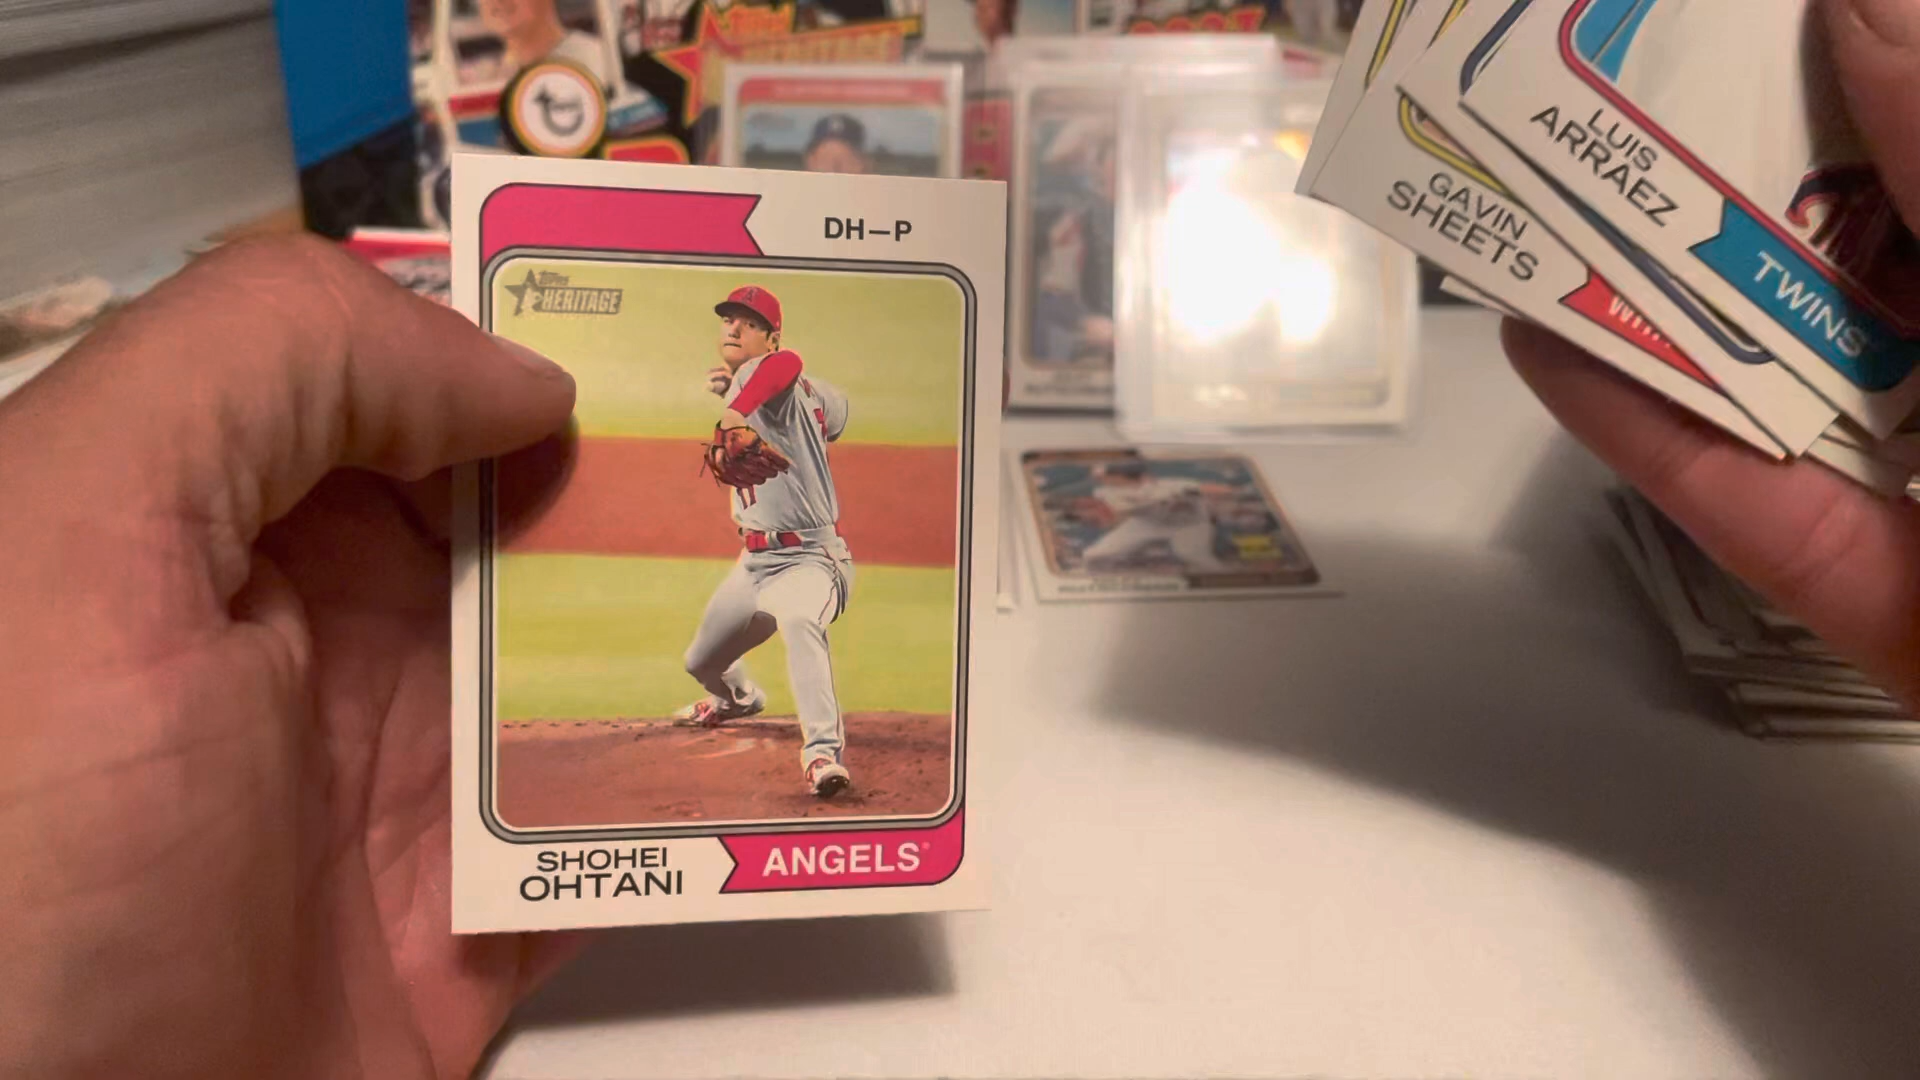 DH–P
TOPPS
HERITAGE
SHOHEI
OHTANI
ANGELS
LUIS
ARRAEZ
TWINS
GAVIN
SHEETS
Topps
HERITAGE